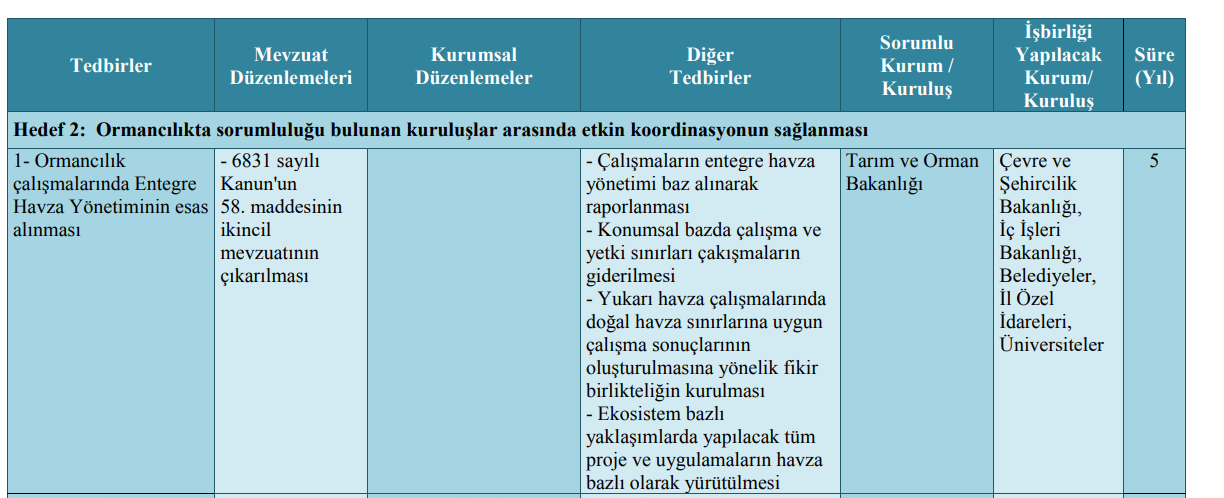 Tedbirler
Mevzuat
Düzenlemeleri
Kurumsal
Düzenlemeler
Diğer
Tedbirler
Sorumlu
Kurum /
Kuruluş
İşbirliği
Yapılacak
Kurum/
Kuruluş
Süre
(Yıl)
Hedef 2: Ormancılıkta sorumluluğu bulunan kuruluşlar arasında etkin koordinasyonun sağlanması
1- Ormancılık
çalışmalarında Entegre
Havza Yönetiminin esas
alınması
- 6831 sayılı
Kanun'un
58. maddesinin
ikincil
mevzuatının
çıkarılması
- Çalışmaların entegre havza
yönetimi baz alınarak
raporlanması
- Konumsal bazda çalışma ve
yetki sınırları çakışmaların
giderilmesi
- Yukarı havza çalışmalarında
doğal havza sınırlarına uygun
çalışma sonuçlarının
oluşturulmasına yönelik fikir
birlikteliğin kurulması
- Ekosistem bazlı
yaklaşımlarda yapılacak tüm
proje ve uygulamaların havza
bazlı olarak yürütülmesi
Tarım ve Orman
Bakanlığı
Çevre ve
Şehircilik
Bakanlığı,
İç İşleri
Bakanlığı,
Belediyeler,
İl Özel
İdareleri,
Üniversiteler
5